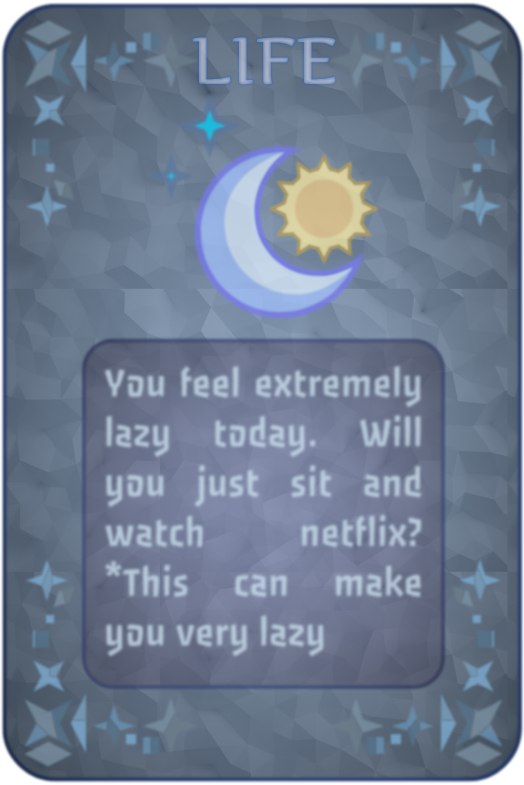 LIFE
You feel extremely
lazy today. Will
you just sit and
watch netflix?
*This can make
you very lazy